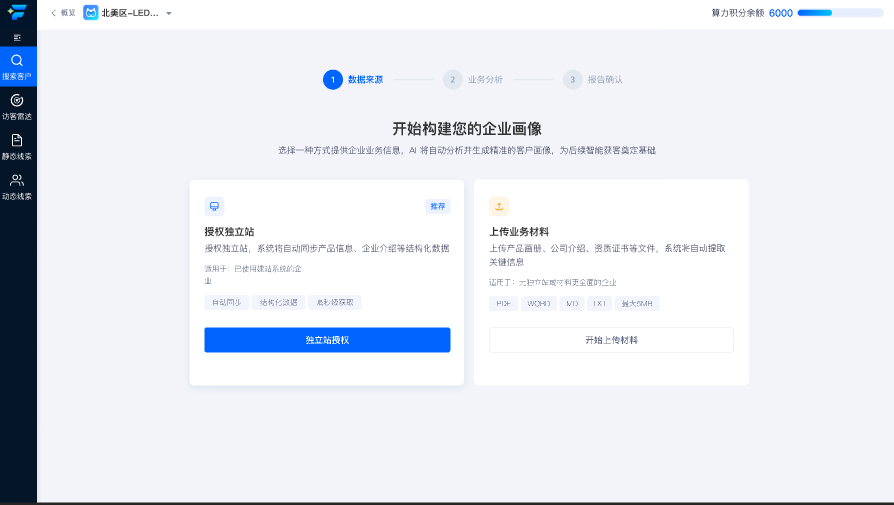 概览
北美区-LED...
算力积分余额 6000
搜索客户
访客雷达
静态线索
动态线索
1 数据来源
2 业务分析
3 报告确认
开始构建您的企业画像
选择一种方式提供企业业务信息，AI 将自动分析并生成精准的客户画像，为后续智能获客奠定基础
推荐
授权独立站
授权独立站，系统将自动同步产品信息、企业介绍等结构化数据
适用于：已使用建站系统的企
业
自动同步
结构化数据
高秒级获取
独立站授权
上传业务材料
上传产品画册、公司介绍、资质证书等文件，系统将自动提取
关键信息
适用于：无独立站或材料更全面的企业
PDF
WORD
MD
TXT
最大5MB
开始上传材料